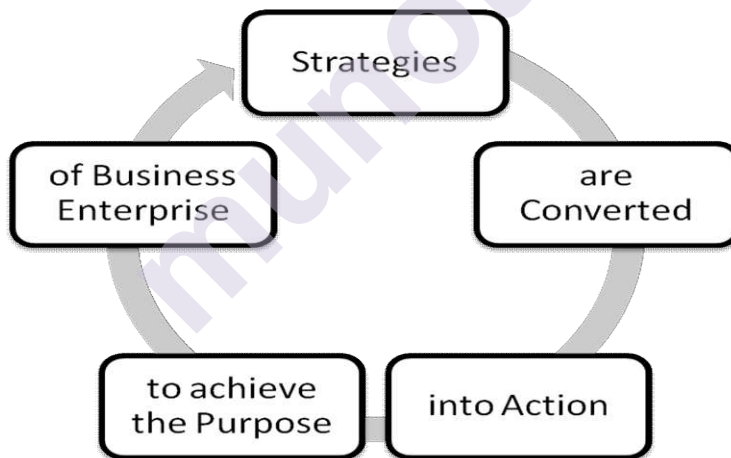 Strategies
are
Converted
into Action
to achieve
the Purpose
of Business
Enterprise